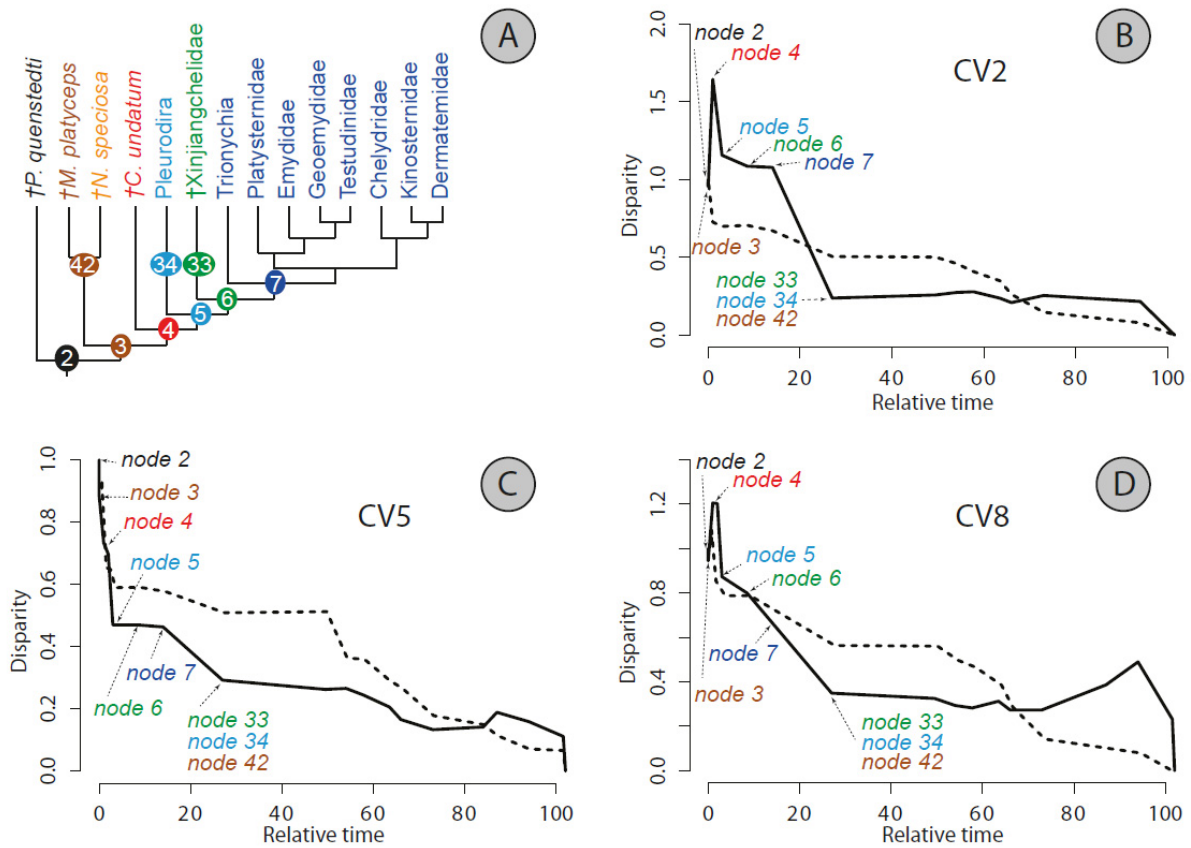 A
†P. quenstedti
†M. platyceps
†N. speciosa
†C. undatum
Pleurodira
†Xinjiangchelidae
Trionychia
Platysternidae
Emydidae
Geoemydidae
Testudinidae
Chelydridae
Kinosternidae
Dermatemidae
42
34
33
7
6
5
4
3
2
B
CV2
Disparity
2.0
1.5
1.0
0.5
0.0
node 2
node 4
node 5
node 6
node 7
node 3
node 33
node 34
node 42
0 20 40 60 80 100
Relative time
C
CV5
Disparity
1.0
0.8
0.6
0.4
0.2
0.0
node 2
node 3
node 4
node 5
node 7
node 6
node 33
node 34
node 42
0 20 40 60 80 100
Relative time
D
CV8
Disparity
1.2
0.8
0.4
0.0
node 2
node 4
node 5
node 6
node 7
node 3
node 33
node 34
node 42
0 20 40 60 80 100
Relative time